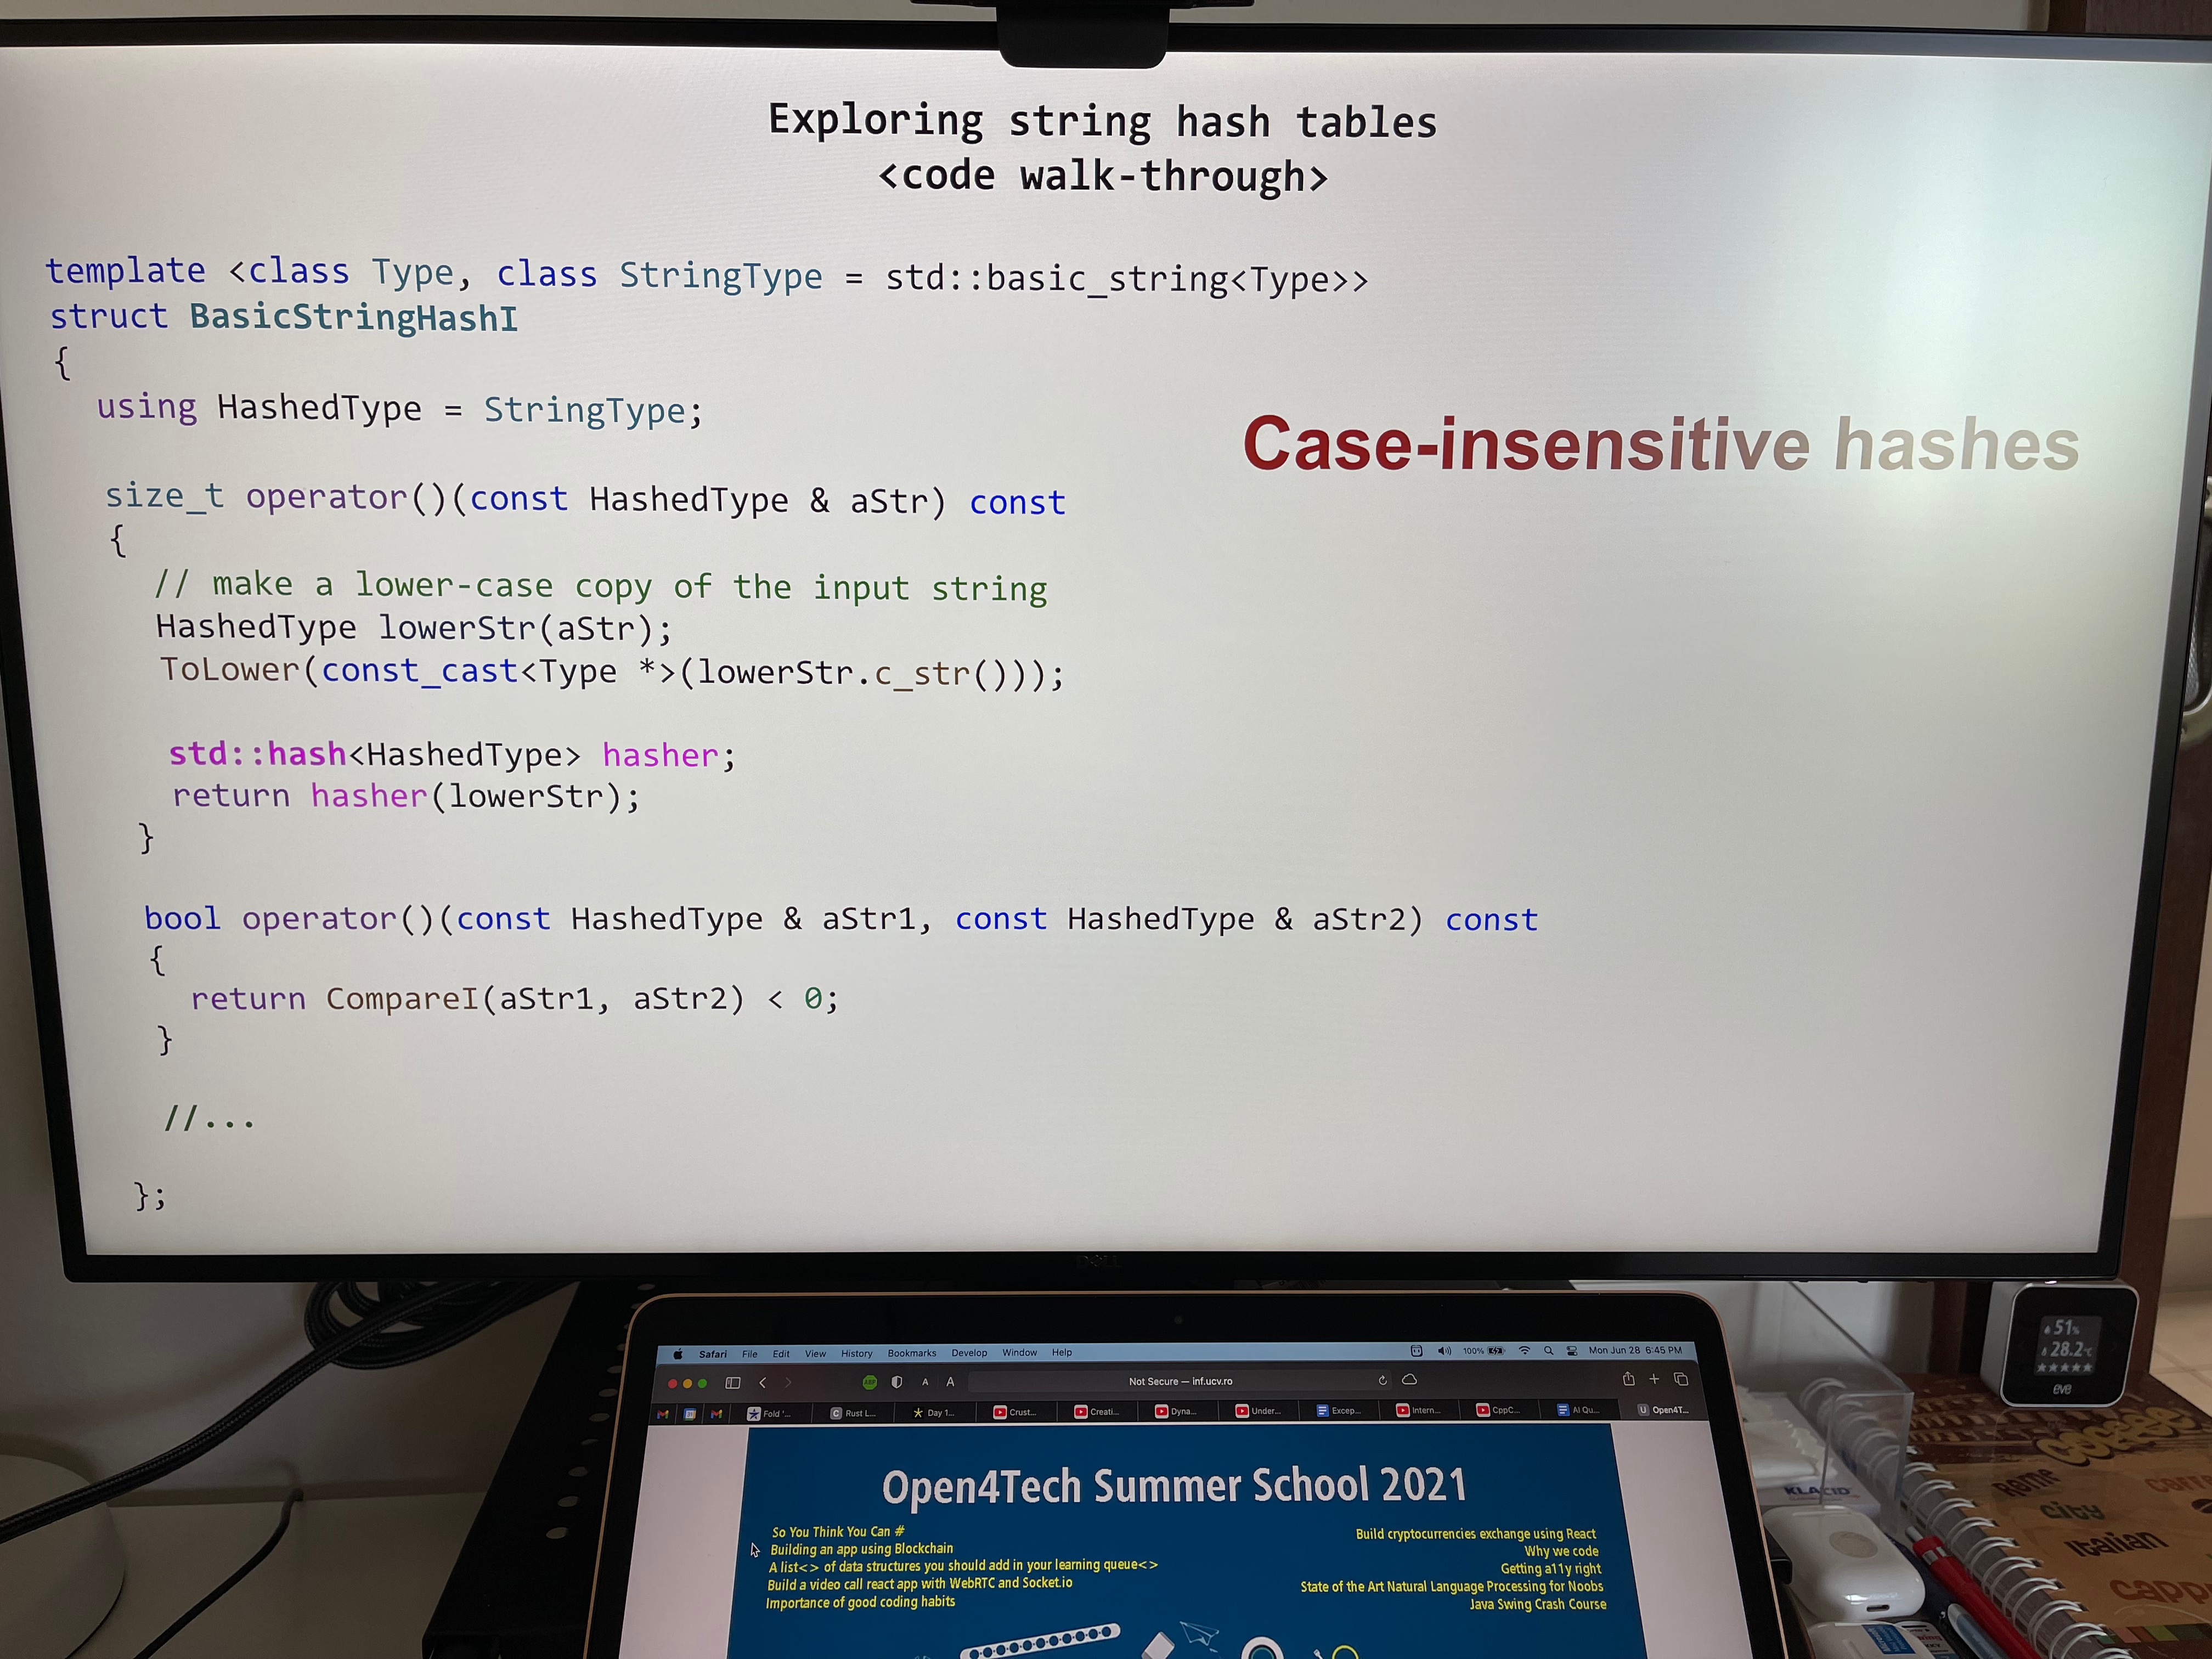 Exploring string hash tables
<code walk-through>
template <class Type, class StringType = std::basic_string<Type>>
struct BasicStringHashI
{
using HashedType = StringType;
Case-insensitive hashes
size_t operator()(const HashedType & aStr) const
{
// make a lower-case copy of the input string
HashedType lowerStr(aStr);
ToLower(const_cast<Type *>(lowerStr.c_str()));
std::hash<HashedType> hasher;
return hasher(lowerStr);
}
bool operator()(const HashedType & aStr1, const HashedType & aStr2) const
{
return CompareI(aStr1, aStr2) < 0;
}
//...
};
DELL
Safari File Edit View History Bookmarks Develop Window Help
100% Mon Jun 28 6:45 PM
A A
Not Secure — inf.ucv.ro
Fold '... Rust L... Day 1... Crust... Creati... Dyna... Under... Excep... Intern... CppC... AI Qu... Open4T...
Open4Tech Summer School 2021
So You Think You Can #
Building an app using Blockchain
A list<> of data structures you should add in your learning queue<>
Build a video call react app with WebRTC and Socket.io
Importance of good coding habits
Build cryptocurrencies exchange using React
Why we code
Getting a11y right
State of the Art Natural Language Processing for Noobs
Java Swing Crash Course
51%
28.2°C
★★★★★
eve
KLACID
Creme
City
Italian